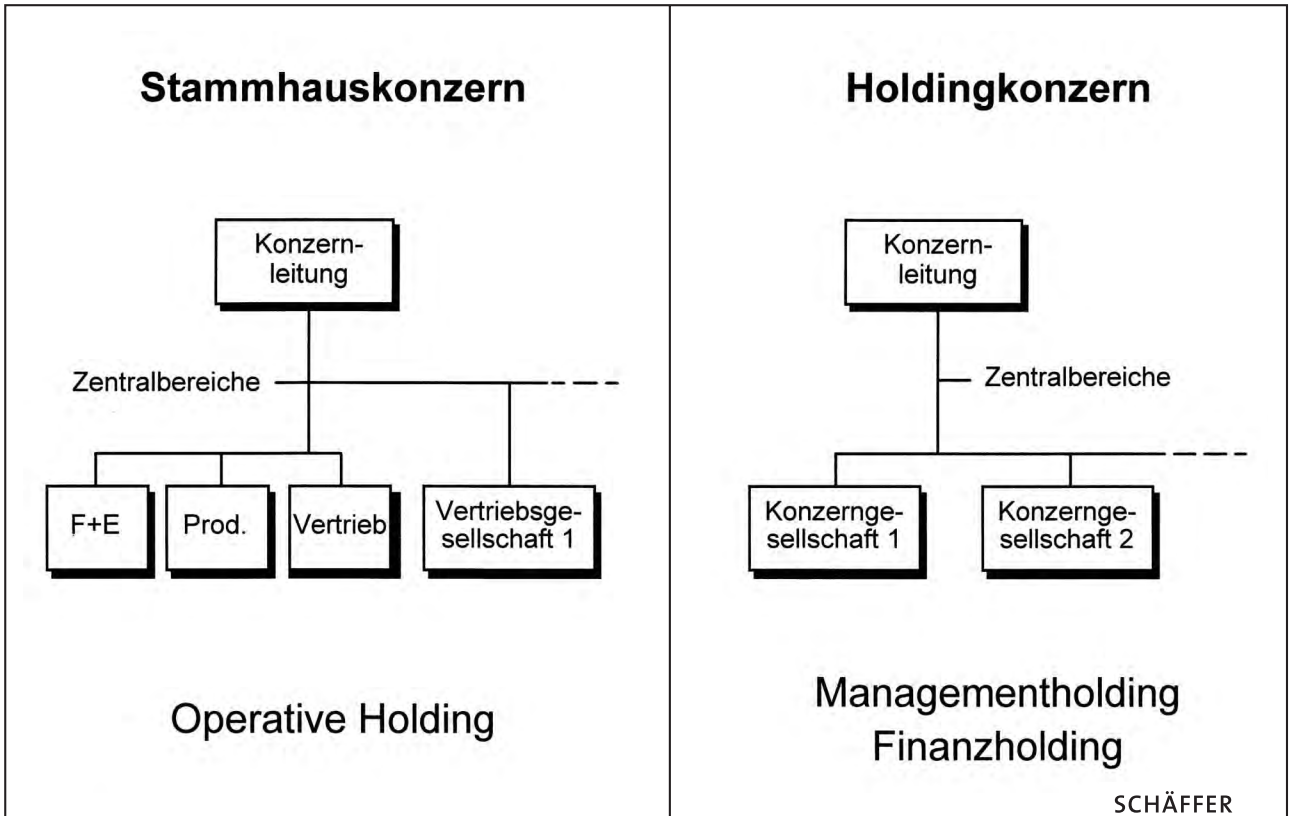 Stammhauskonzern
Konzern-
leitung
Zentralbereiche
F+E
Prod.
Vertrieb
Vertriebsge-
sellschaft 1
Operative Holding
Holdingkonzern
Konzern-
leitung
Zentralbereiche
Konzernge-
sellschaft 1
Konzernge-
sellschaft 2
Managementholding
Finanzholding
SCHÄFFER